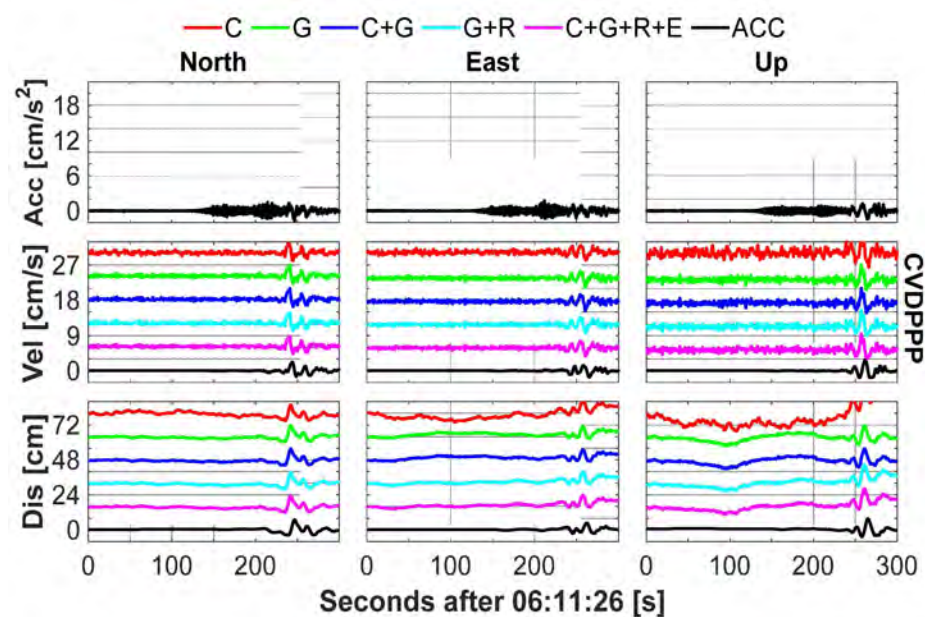 C G C+G G+R C+G+R+E ACC
North East Up
Acc [cm/s²]
18
12
6
0
Vel [cm/s]
27
18
9
0
CVDPPP
Dis [cm]
72
48
24
0
0 100 200 0 100 200 0 100 200 300
Seconds after 06:11:26 [s]